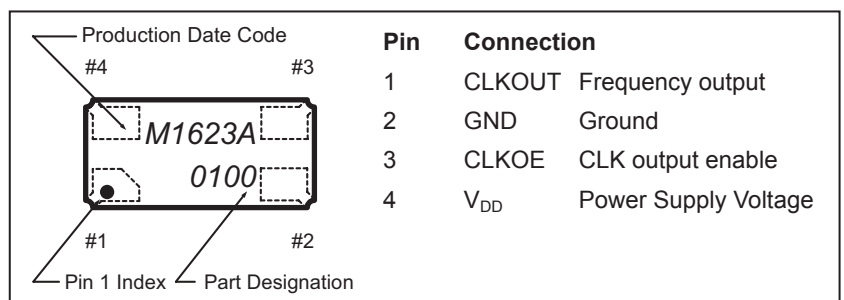 Production Date Code
#4 #3
M1623A
0100
#1 #2
Pin 1 Index Part Designation
Pin Connection
1 CLKOUT Frequency output
2 GND Ground
3 CLKOE CLK output enable
4 VDD Power Supply Voltage